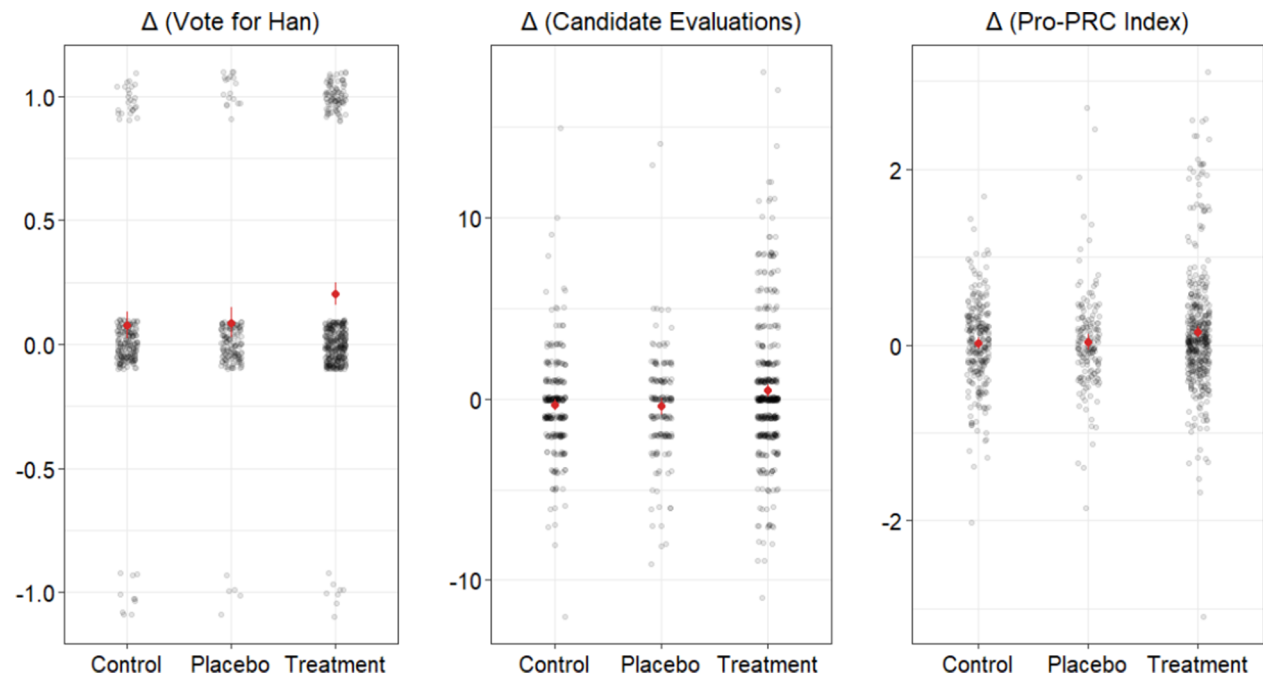 Δ (Vote for Han)
1.0
0.5
0.0
-0.5
-1.0
Control Placebo Treatment
Δ (Candidate Evaluations)
10
0
-10
Control Placebo Treatment
Δ (Pro-PRC Index)
2
0
-2
Control Placebo Treatment